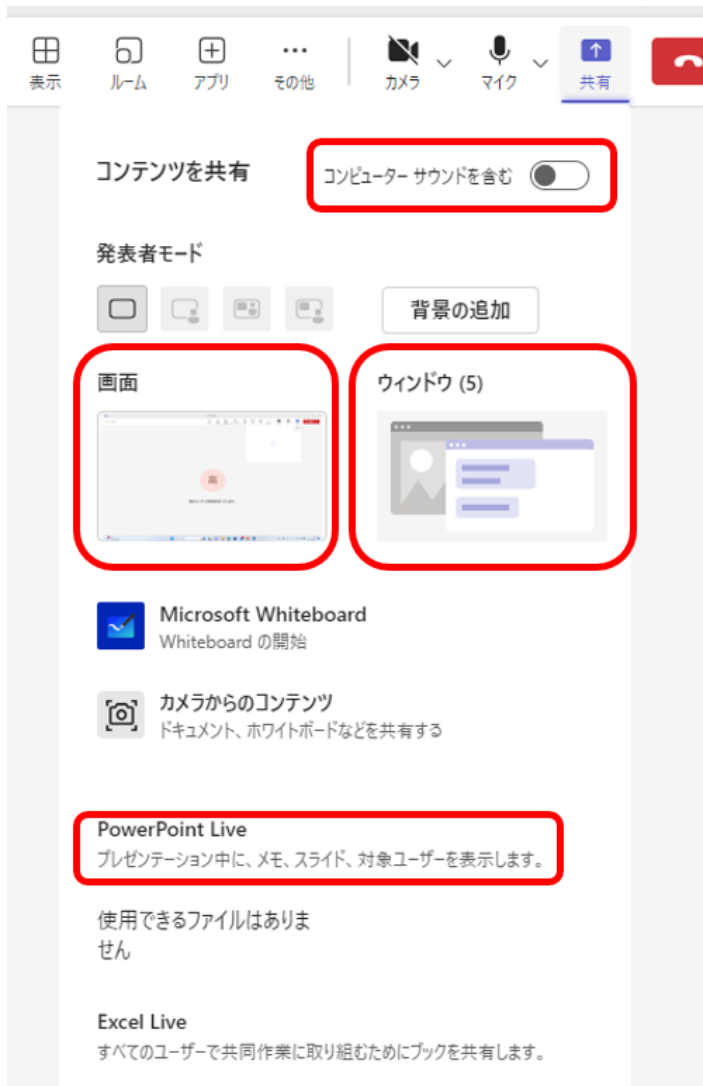 表示 ルーム アプリ その他 カメラ マイク 共有
コンテンツを共有 コンピューター サウンドを含む
発表者モード
背景の追加
画面 ウィンドウ (5)
高
Microsoft Whiteboard
Whiteboard の開始
カメラからのコンテンツ
ドキュメント、ホワイトボードなどを共有する
PowerPoint Live
プレゼンテーション中に、メモ、スライド、対象ユーザーを表示します。
使用できるファイルはありま
せん
Excel Live
すべてのユーザーで共同作業に取り組むためにブックを共有します。